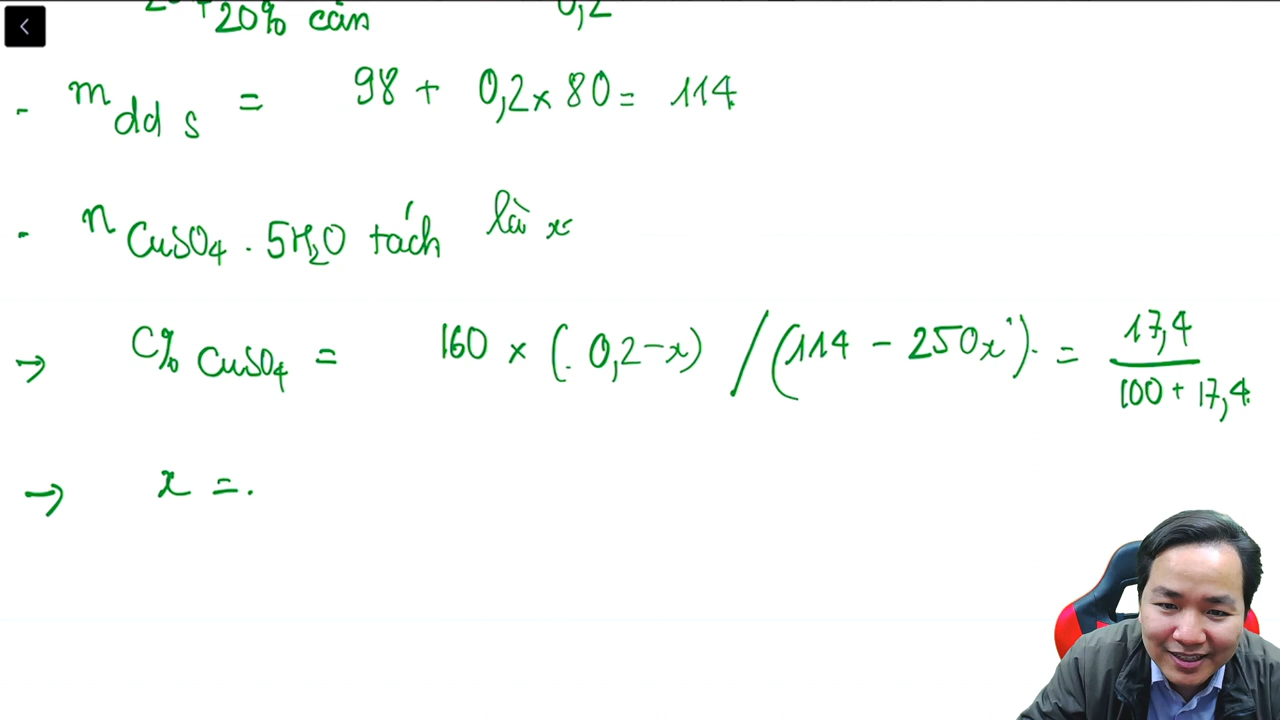 +20% cần 0,2
- m dd s = 98 + 0,2 x 80 = 114
- n CuSO4 . 5H2O tách là x
→ C% CuSO4 = 160 x (0,2 - x) / (114 - 250x) = 17,4 / 100 + 17,4
→ x = .